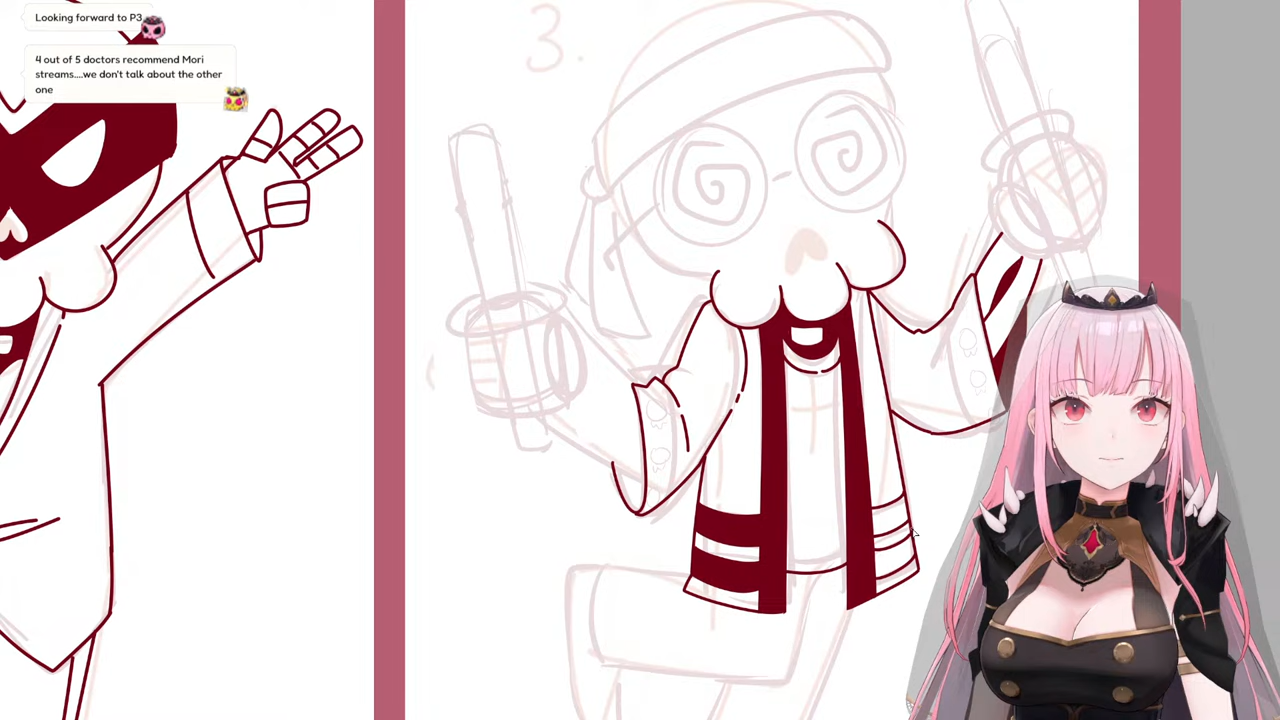 Looking forward to P3
4 out of 5 doctors recommend Mori
streams....we don't talk about the other
one
3.